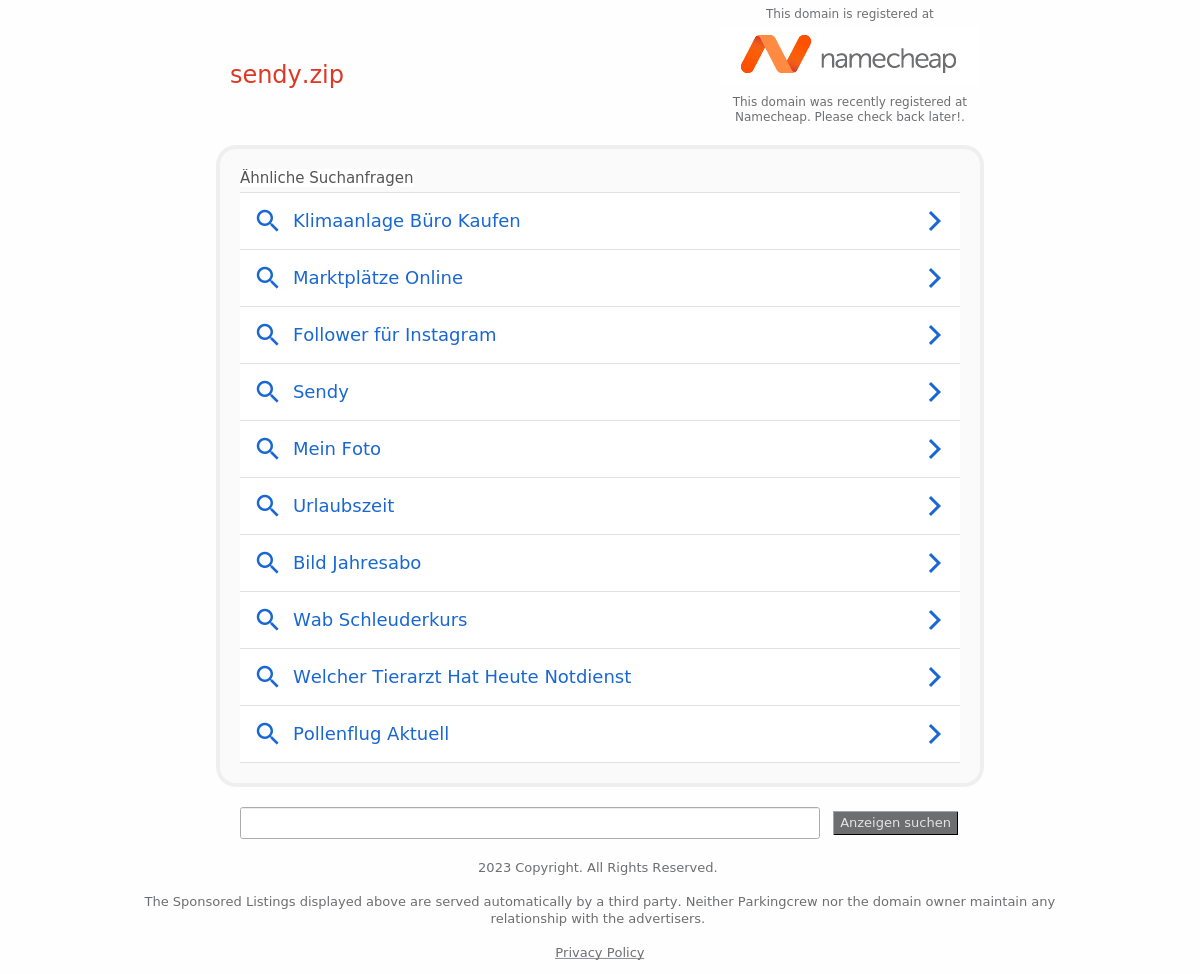 This domain is registered at
namecheap
sendy.zip
This domain was recently registered at
Namecheap. Please check back later!.
Ähnliche Suchanfragen
Klimaanlage Büro Kaufen
Marktplätze Online
Follower für Instagram
Sendy
Mein Foto
Urlaubszeit
Bild Jahresabo
Wab Schleuderkurs
Welcher Tierarzt Hat Heute Notdienst
Pollenflug Aktuell
Anzeigen suchen
2023 Copyright. All Rights Reserved.
The Sponsored Listings displayed above are served automatically by a third party. Neither Parkingcrew nor the domain owner maintain any
relationship with the advertisers.
Privacy Policy